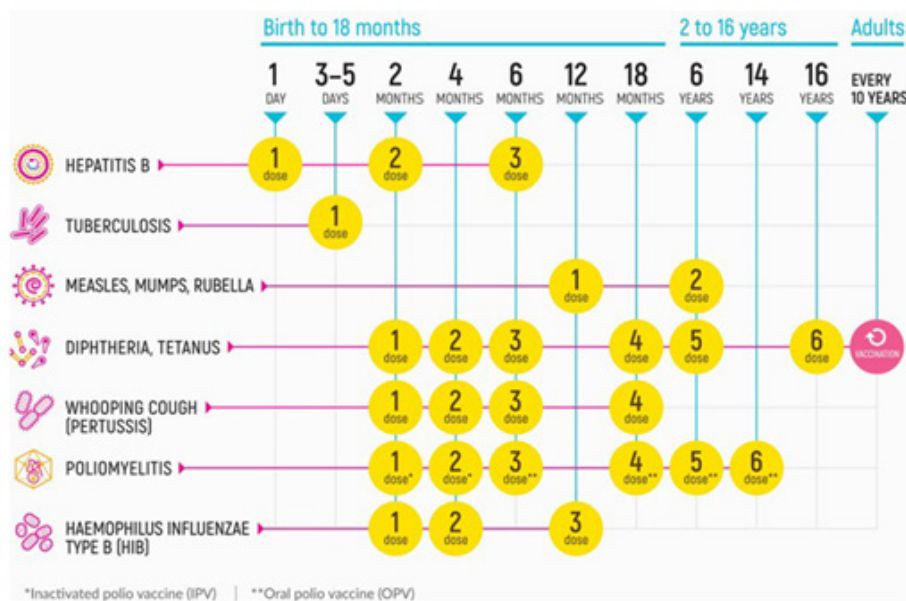 Birth to 18 months 2 to 16 years Adults
1 3–5 2 4 6 12 18 6 14 16 EVERY
DAY DAYS MONTHS MONTHS MONTHS MONTHS MONTHS YEARS YEARS YEARS 10 YEARS
HEPATITIS B 1 dose 2 dose 3 dose
TUBERCULOSIS 1 dose
MEASLES, MUMPS, RUBELLA 1 dose 2 dose
DIPHTHERIA, TETANUS 1 dose 2 dose 3 dose 4 dose 5 dose 6 dose VACCINATION
WHOOPING COUGH 1 dose 2 dose 3 dose 4 dose
(PERTUSSIS)
POLIOMYELITIS 1 dose* 2 dose* 3 dose** 4 dose** 5 dose** 6 dose**
HAEMOPHILUS INFLUENZAE 1 dose 2 dose 3 dose
TYPE B (HIB)
*Inactivated polio vaccine (IPV) | **Oral polio vaccine (OPV)